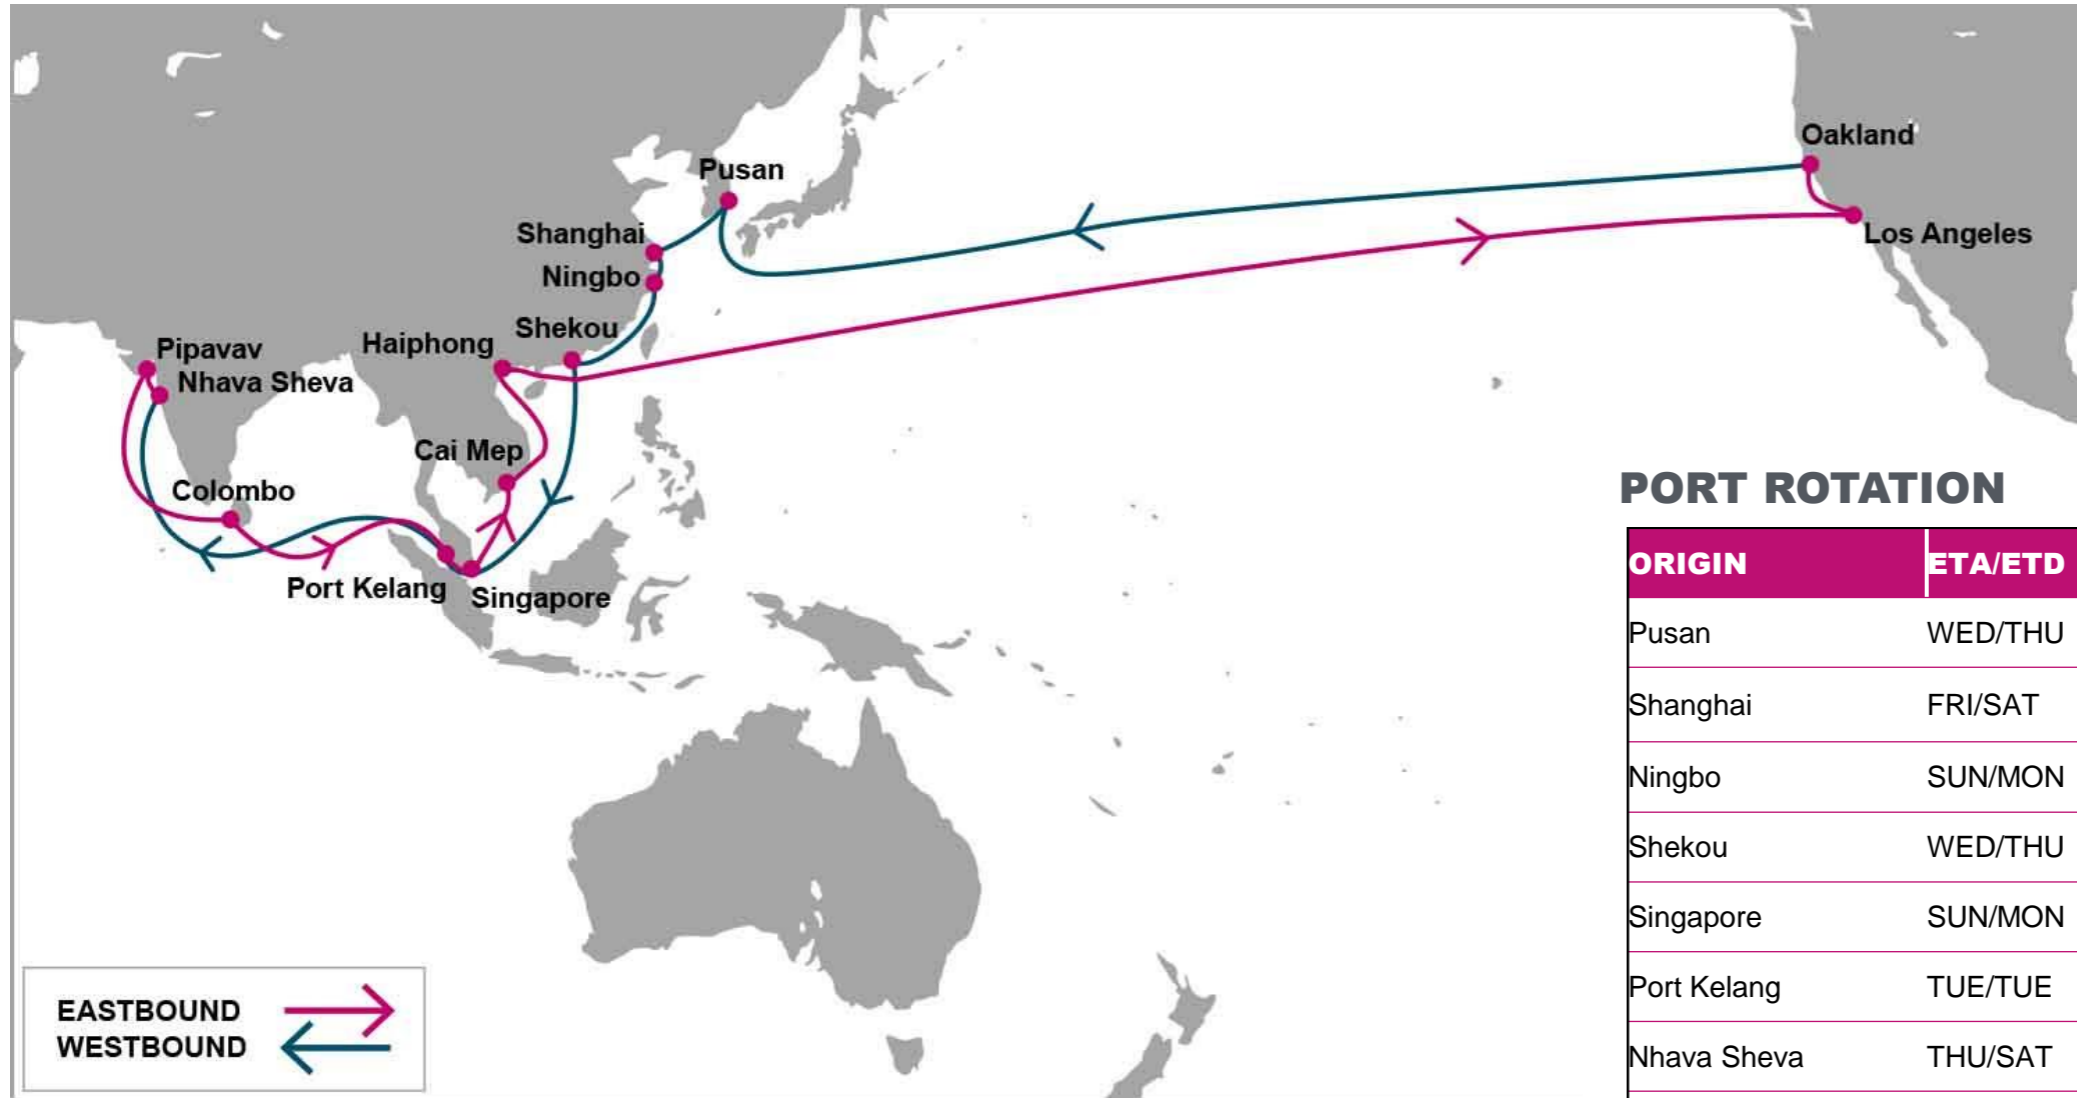 Oakland
Pusan
Shanghai
Los Angeles
Ningbo
Shekou
Haiphong
Pipavav
Nhava Sheva
Cai Mep
Colombo
Port Kelang
Singapore
EASTBOUND
WESTBOUND
PORT ROTATION
ORIGIN ETA/ETD
Pusan WED/THU
Shanghai FRI/SAT
Ningbo SUN/MON
Shekou WED/THU
Singapore SUN/MON
Port Kelang TUE/TUE
Nhava Sheva THU/SAT